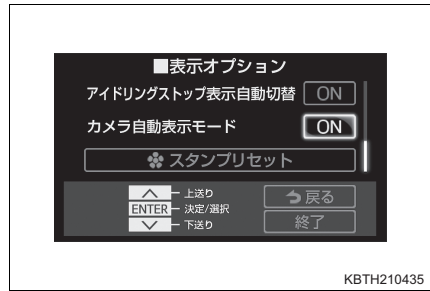 ■表示オプション
アイドリングストップ表示自動切替 ON
カメラ自動表示モード ON
スタンプリセット
上送り
ENTER 決定/選択
下送り
戻る
終了
KBTH210435